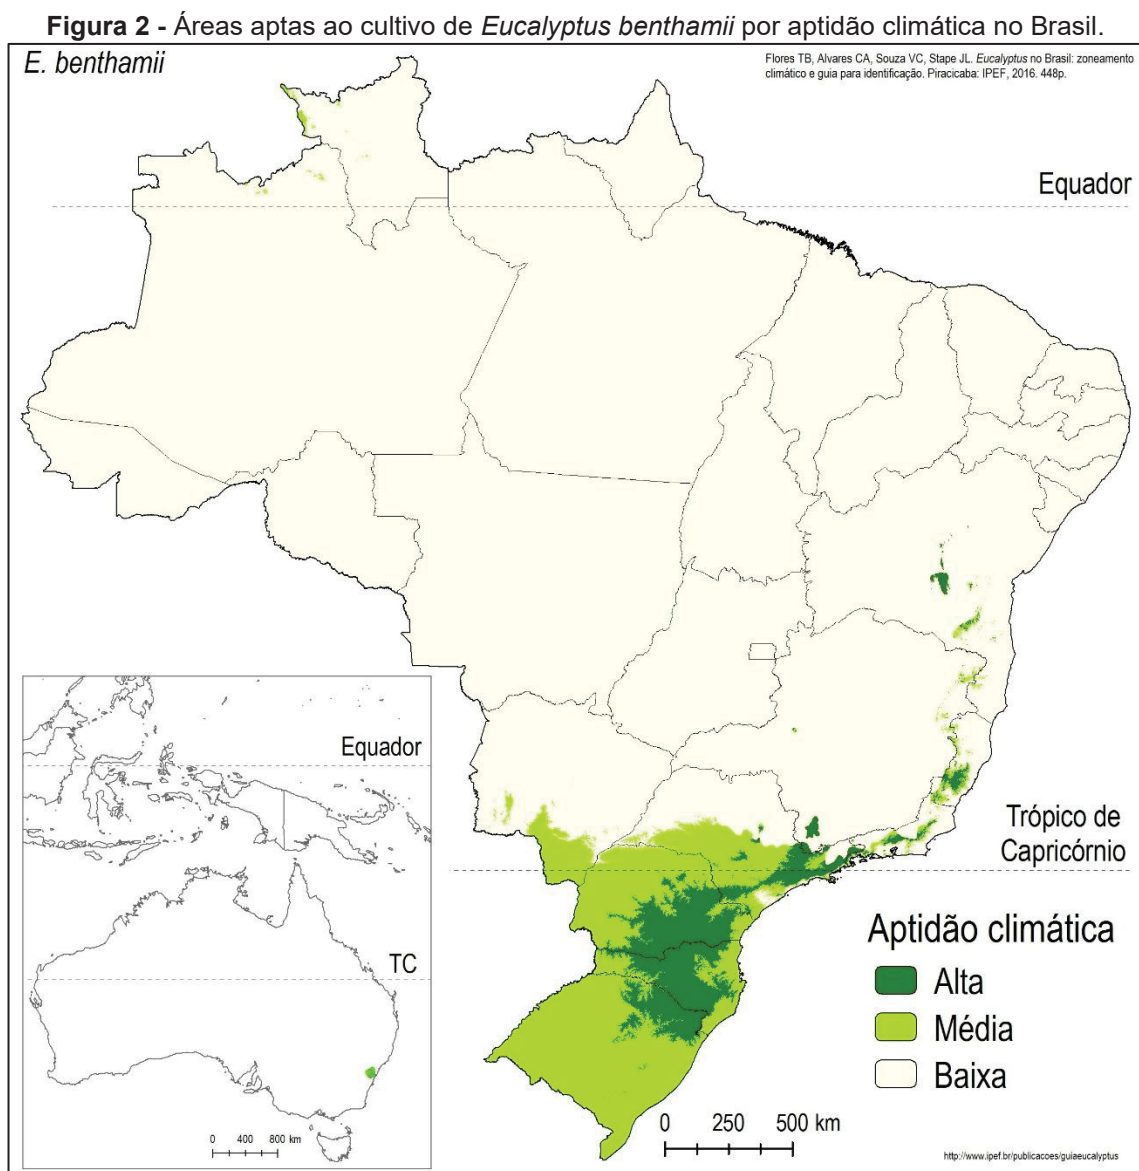 Figura 2 - Áreas aptas ao cultivo de Eucalyptus benthamii por aptidão climática no Brasil.
E. benthamii
Flores TB, Alvares CA, Souza VC, Stape JL. Eucalyptus no Brasil: zoneamento
climático e guia para identificação. Piracicaba: IPEF, 2016. 448p.
Equador
Equador
Trópico de
Capricórnio
TC
Aptidão climática
Alta
Média
Baixa
0 250 500 km
0 400 800 km
http://www.ipef.br/publicacoes/guiaeucalyptus